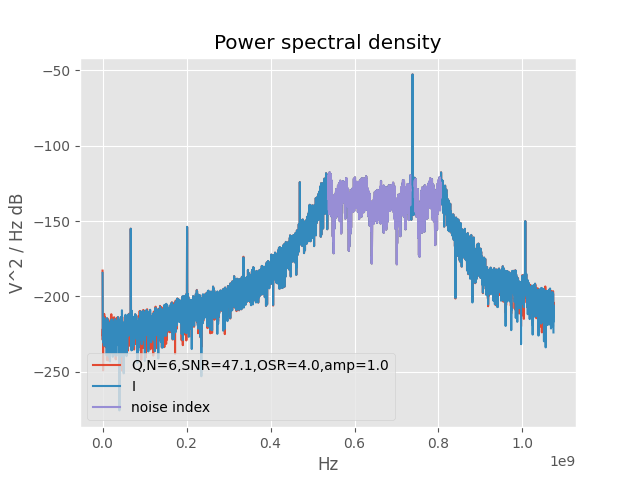 Power spectral density
−50
−100
−150
−200
−250
V^2 / Hz dB
Q,N=6,SNR=47.1,OSR=4.0,amp=1.0
I
noise index
0.0 0.2 0.4 0.6 0.8 1.0
1e9
Hz